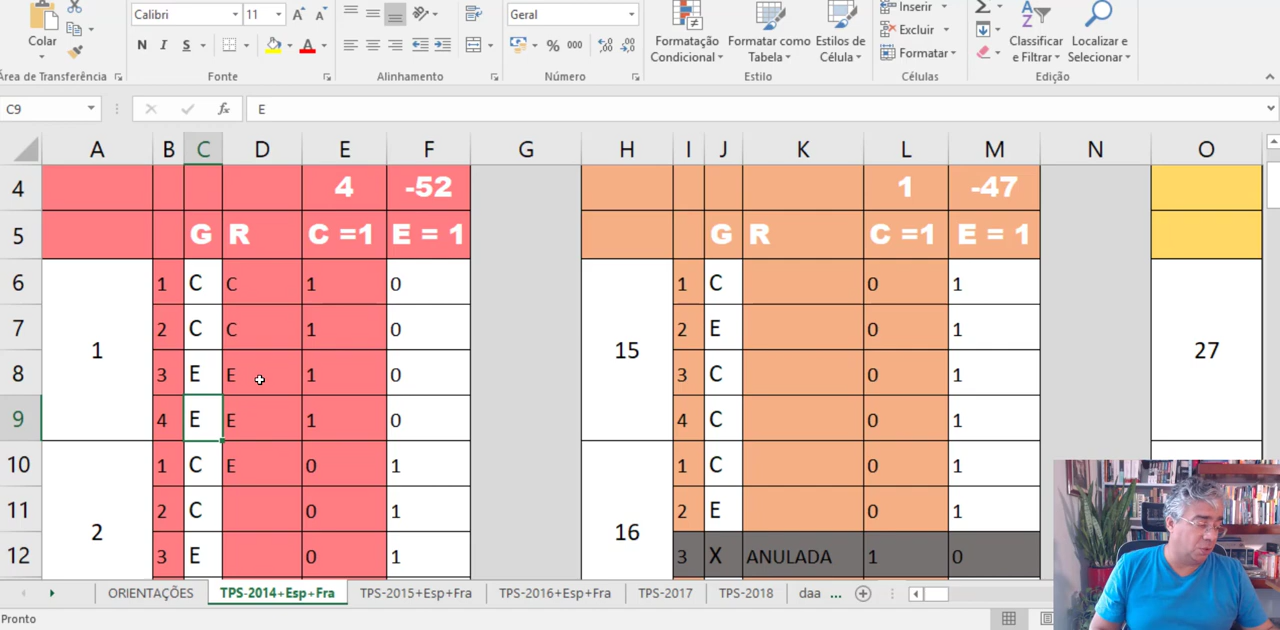 Calibri 11 A A Geral Inserir
Colar N I S % 000 Formatação Condicional Formatar como Tabela Estilos de Célula Excluir Formatar Classificar e Filtrar Localizar e Selecionar
Área de Transferência Fonte Alinhamento Número Estilo Células Edição
C9 fx E
A B C D E F G H I J K L M N O
4 4 -52 1 -47
5 G R C =1 E = 1 G R C =1 E = 1
6 1 C C 1 0 1 C 0 1
7 2 C C 1 0 2 E 0 1
1 15 27
8 3 E E 1 0 3 C 0 1
9 4 E E 1 0 4 C 0 1
10 1 C E 0 1 1 C 0 1
11 2 C 0 1 2 E 0 1
2 16
12 3 E 0 1 3 X ANULADA 1 0
ORIENTAÇÕES TPS-2014+Esp+Fra TPS-2015+Esp+Fra TPS-2016+Esp+Fra TPS-2017 TPS-2018 daa ...
Pronto